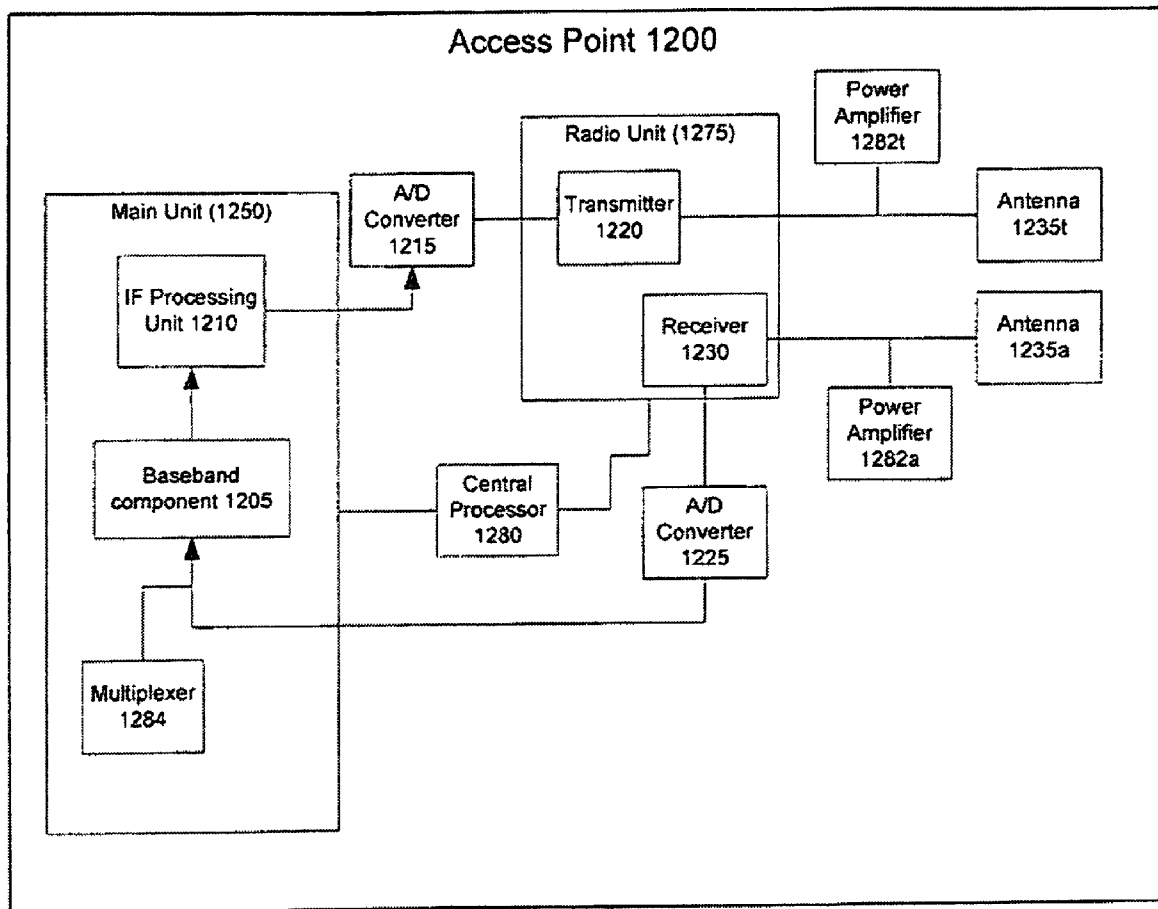 Access Point 1200
Power
Amplifier
1282t
Radio Unit (1275)
A/D
Converter
1215
Transmitter
1220
Antenna
1235t
Main Unit (1250)
IF Processing
Unit 1210
Receiver
1230
Antenna
1235a
Power
Amplifier
1282a
Baseband
component 1205
Central
Processor
1280
A/D
Converter
1225
Multiplexer
1284